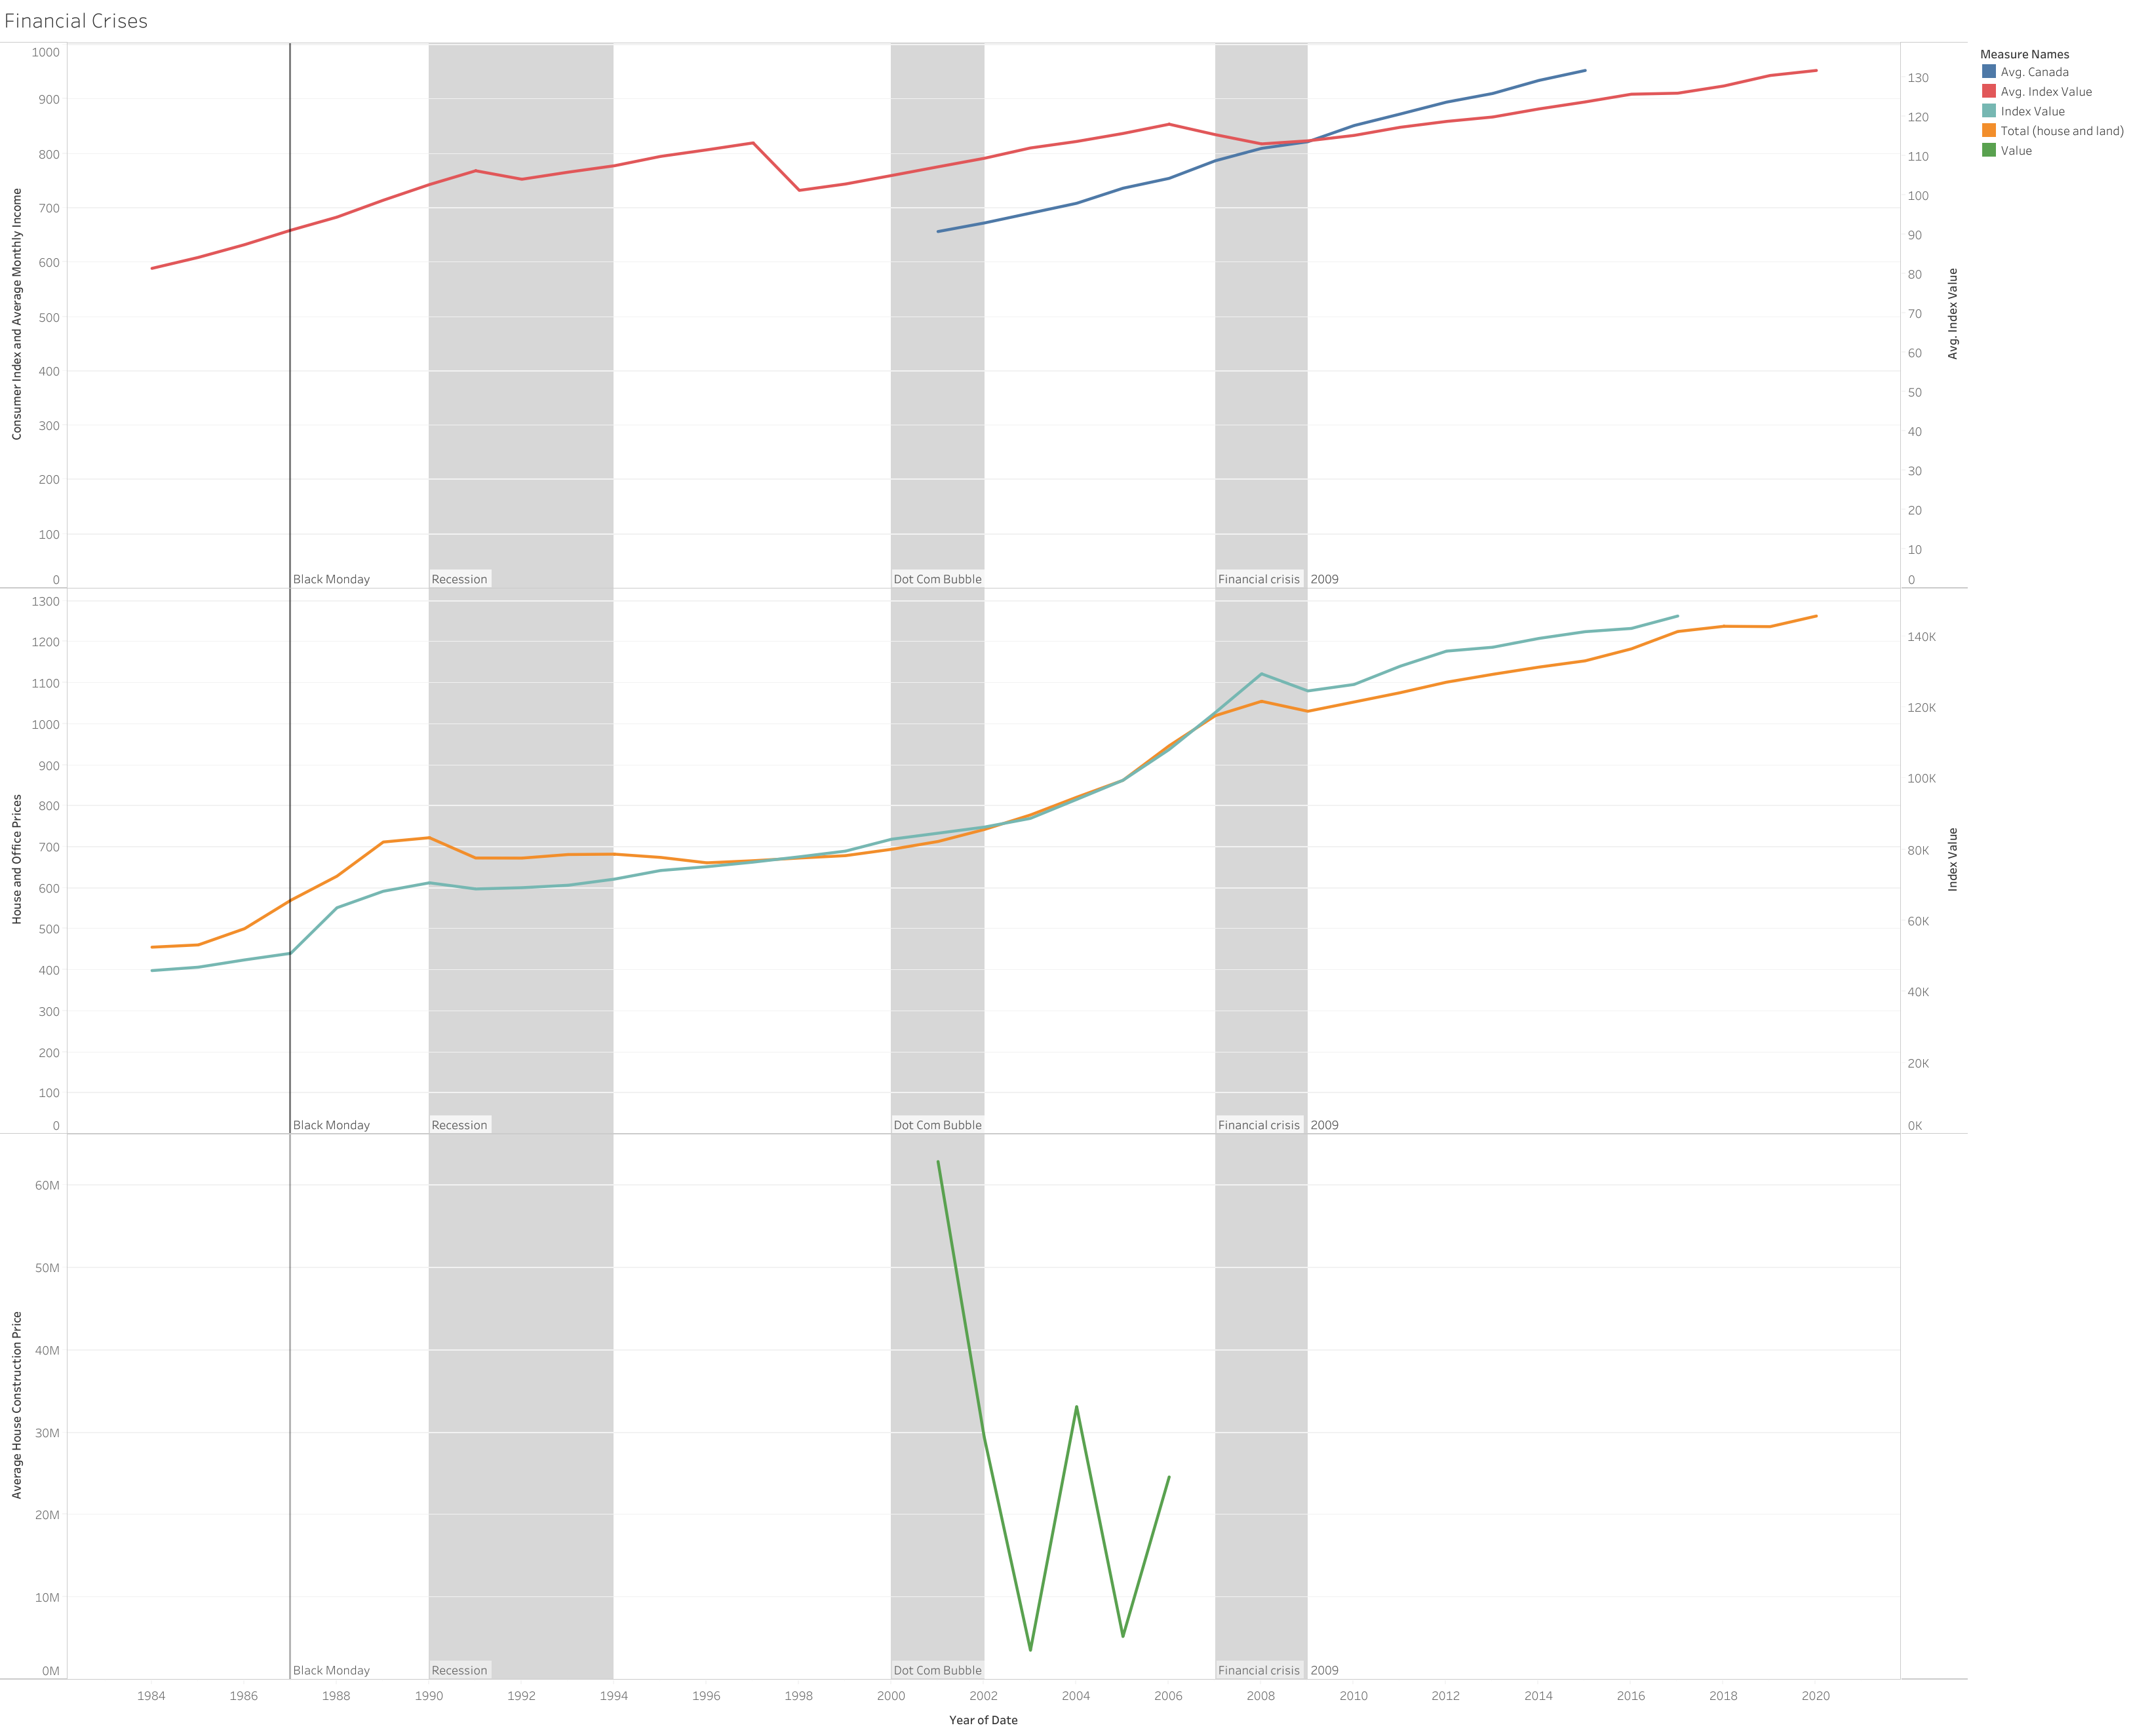 Financial Crises
Measure Names
Avg. Canada
Avg. Index Value
Index Value
Total (house and land)
Value
Consumer Index and Average Monthly Income
1000
900
800
700
600
500
400
300
200
100
0
Black Monday
Recession
Dot Com Bubble
Financial crisis
2009
130
120
110
100
90
80
70
60
50
40
30
20
10
0
Avg. Index Value
House and Office Prices
1300
1200
1100
1000
900
800
700
600
500
400
300
200
100
0
Black Monday
Recession
Dot Com Bubble
Financial crisis
2009
140K
120K
100K
80K
60K
40K
20K
0K
Index Value
Average House Construction Price
60M
50M
40M
30M
20M
10M
0M
Black Monday
Recession
Dot Com Bubble
Financial crisis
2009
1984 1986 1988 1990 1992 1994 1996 1998 2000 2002 2004 2006 2008 2010 2012 2014 2016 2018 2020
Year of Date